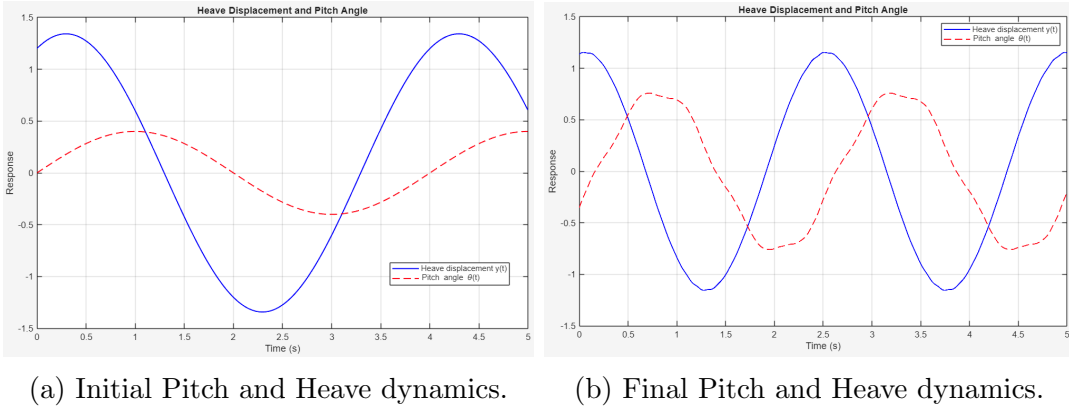 Heave Displacement and Pitch Angle
1.5
1
0.5
0
-0.5
-1
-1.5
Response
Heave displacement y(t)
Pitch angle θ(t)
0 0.5 1 1.5 2 2.5 3 3.5 4 4.5 5
Time (s)
(a) Initial Pitch and Heave dynamics.
Heave Displacement and Pitch Angle
1.5
1
0.5
0
-0.5
-1
-1.5
Response
Heave displacement y(t)
Pitch angle θ(t)
0 0.5 1 1.5 2 2.5 3 3.5 4 4.5 5
Time (s)
(b) Final Pitch and Heave dynamics.